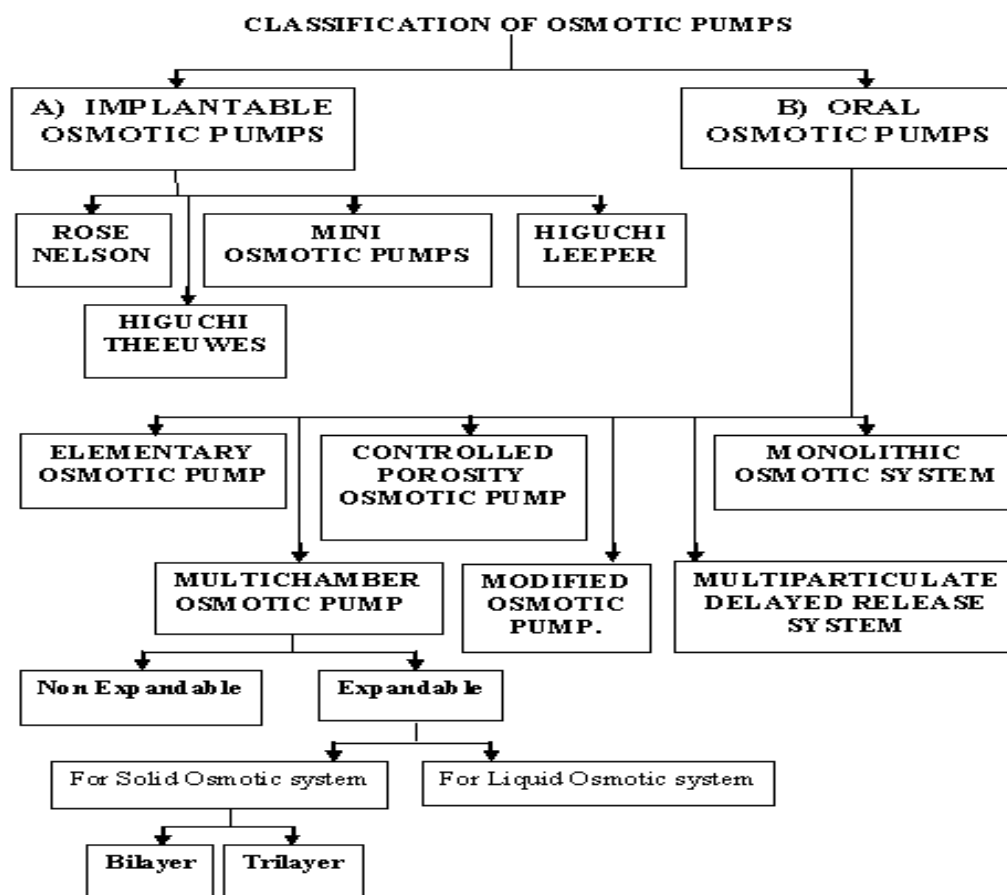 CLASSIFICATION OF OSMOTIC PUMPS
A) IMPLANTABLE
OSMOTIC PUMPS
B) ORAL
OSMOTIC PUMPS
ROSE
NELSON
MINI
OSMOTIC PUMPS
HIGUCHI
LEEPER
HIGUCHI
THEEUWES
ELEMENTARY
OSMOTIC PUMP
CONTROLLED
POROSITY
OSMOTIC PUMP
MONOLITHIC
OSMOTIC SYSTEM
MULTICHAMBER
OSMOTIC PUMP
MODIFIED
OSMOTIC
PUMP.
MULTIPARTICULATE
DELAYED RELEASE
SYSTEM
Non Expandable
Expandable
For Solid Osmotic system
For Liquid Osmotic system
Bilayer
Trilayer